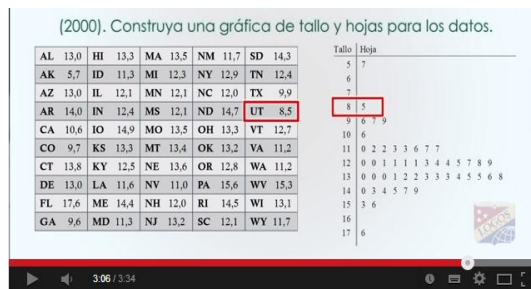 (2000). Construya una gráfica de tallo y hojas para los datos.
AL 13,0 HI 13,3 MA 13,5 NM 11,7 SD 14,3
AK 5,7 ID 11,3 MI 12,3 NY 12,9 TN 12,4
AZ 13,0 IL 12,1 MN 12,1 NC 12,0 TX 9,9
AR 14,0 IN 12,4 MS 12,1 ND 14,7 UT 8,5
CA 10,6 IO 14,9 MO 13,5 OH 13,3 VT 12,7
CO 9,7 KS 13,3 MT 13,4 OK 13,2 VA 11,2
CT 13,8 KY 12,5 NE 13,6 OR 12,8 WA 11,2
DE 13,0 LA 11,6 NV 11,0 PA 15,6 WV 15,3
FL 17,6 ME 14,4 NH 12,0 RI 14,5 WI 13,1
GA 9,6 MD 11,3 NJ 13,2 SC 12,1 WY 11,7
Tallo Hoja
5 7
6
7
8 5
9 6 7 9
10 6
11 0 2 2 3 3 6 7 7
12 0 0 1 1 1 1 3 4 4 5 7 8 9
13 0 0 0 1 2 2 3 3 3 4 5 5 6 8
14 0 3 4 5 7 9
15 3 6
16
17 6
LOGOS
3:06 / 3:34